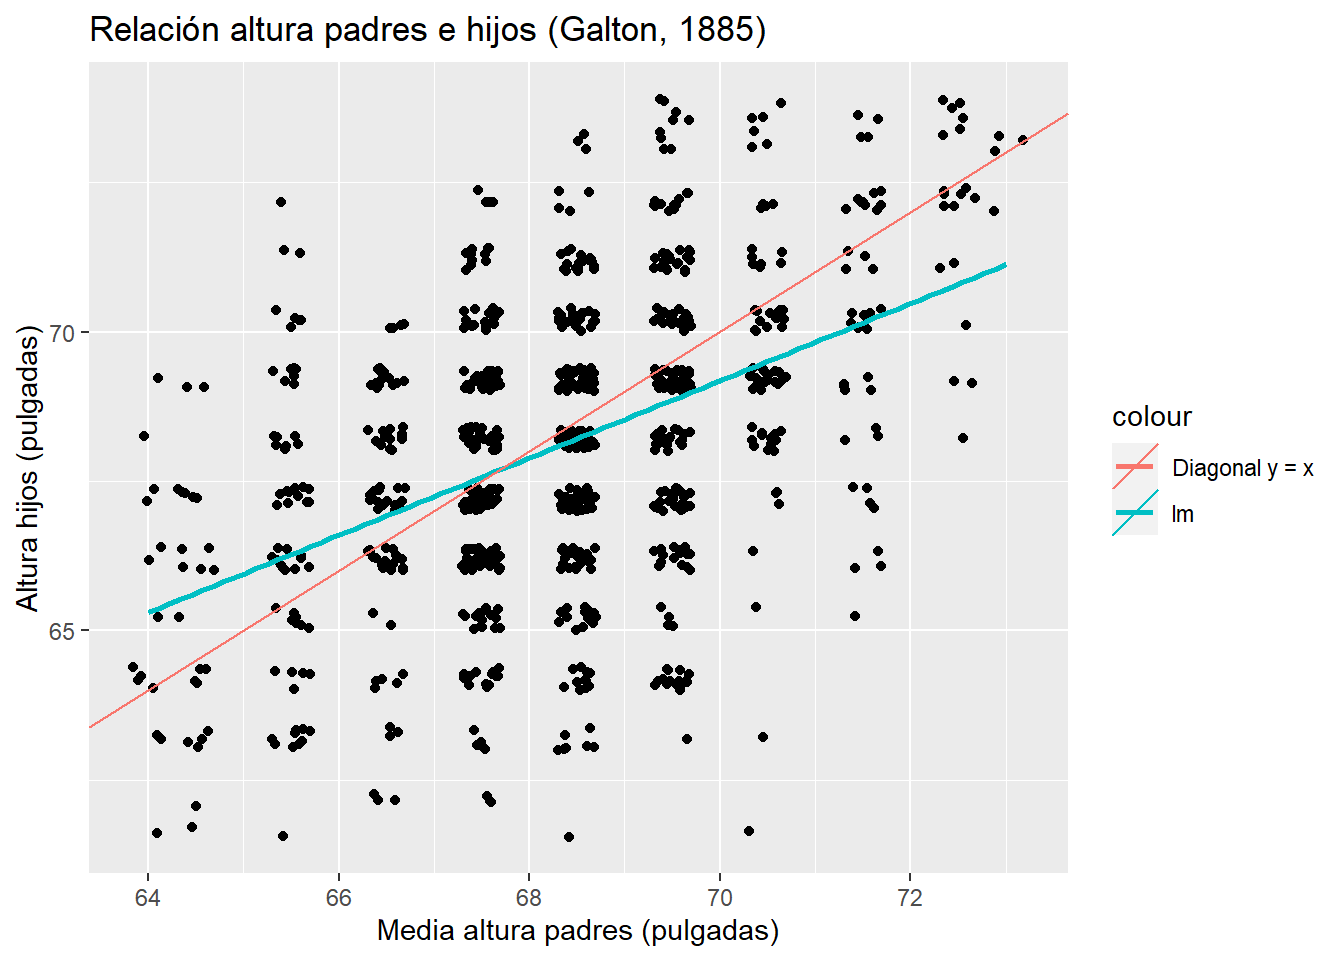 Relación altura padres e hijos (Galton, 1885)
Altura hijos (pulgadas)
70
65
64 66 68 70 72
Media altura padres (pulgadas)
colour
Diagonal y = x
lm